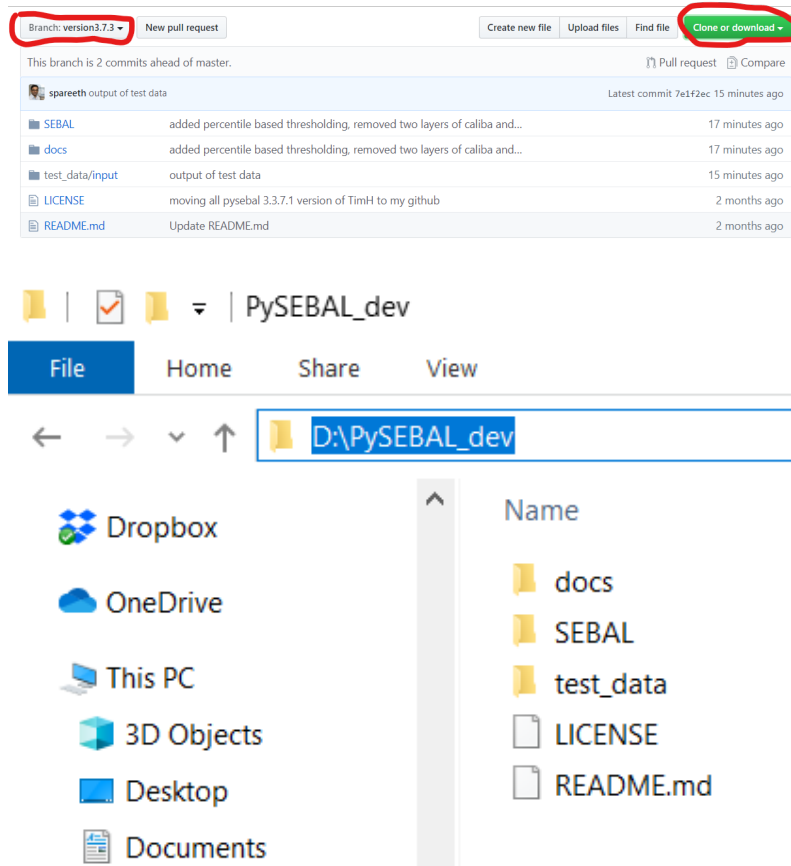 Branch: version3.7.3 New pull request Create new file Upload files Find file Clone or download
This branch is 2 commits ahead of master. Pull request Compare
spareeth output of test data Latest commit 7e1f2ec 15 minutes ago
SEBAL added percentile based thresholding, removed two layers of caliba and... 17 minutes ago
docs added percentile based thresholding, removed two layers of caliba and... 17 minutes ago
test_data/input output of test data 15 minutes ago
LICENSE moving all pysebal 3.3.7.1 version of TimH to my github 2 months ago
README.md Update README.md 2 months ago
PySEBAL_dev
File Home Share View
D:\PySEBAL_dev
Name
Dropbox
docs
OneDrive
SEBAL
This PC
test_data
3D Objects
LICENSE
Desktop
README.md
Documents